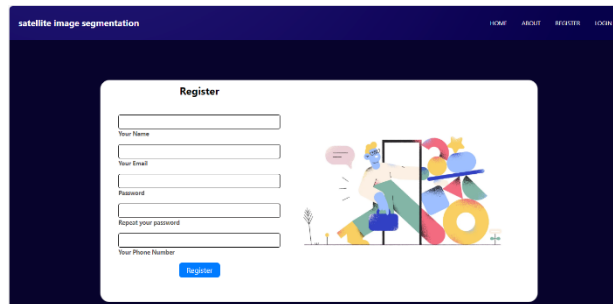 satellite image segmentation
HOME ABOUT REGISTER LOGIN
Register
Your Name
Your Email
Password
Repeat your password
Your Phone Number
Register